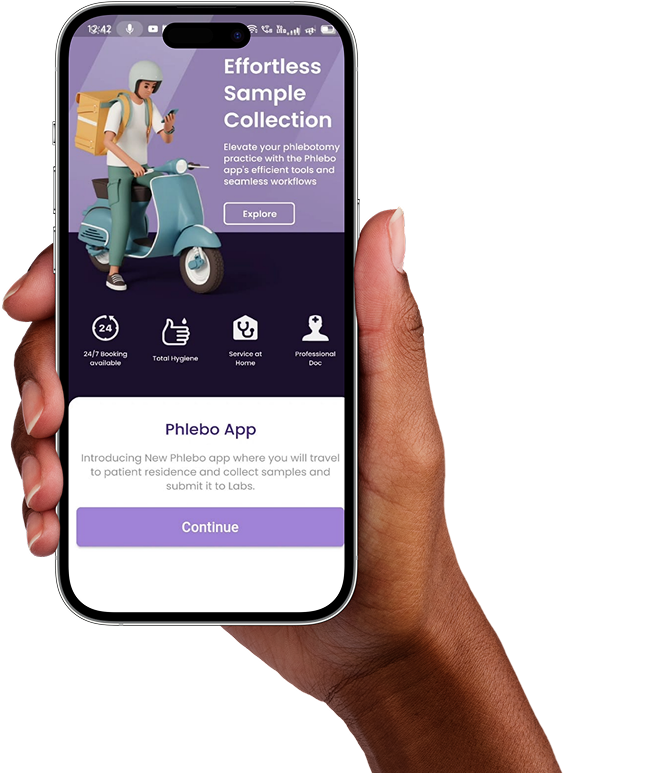 12:42
Effortless
Sample
Collection
Elevate your phlebotomy
practice with the Phlebo
app's efficient tools and
seamless workflows
Explore
24
24/7 Booking
available
Total Hygiene
Service at
Home
Professional
Doc
Phlebo App
Introducing New Phlebo app where you will travel
to patient residence and collect samples and
submit it to Labs.
Continue